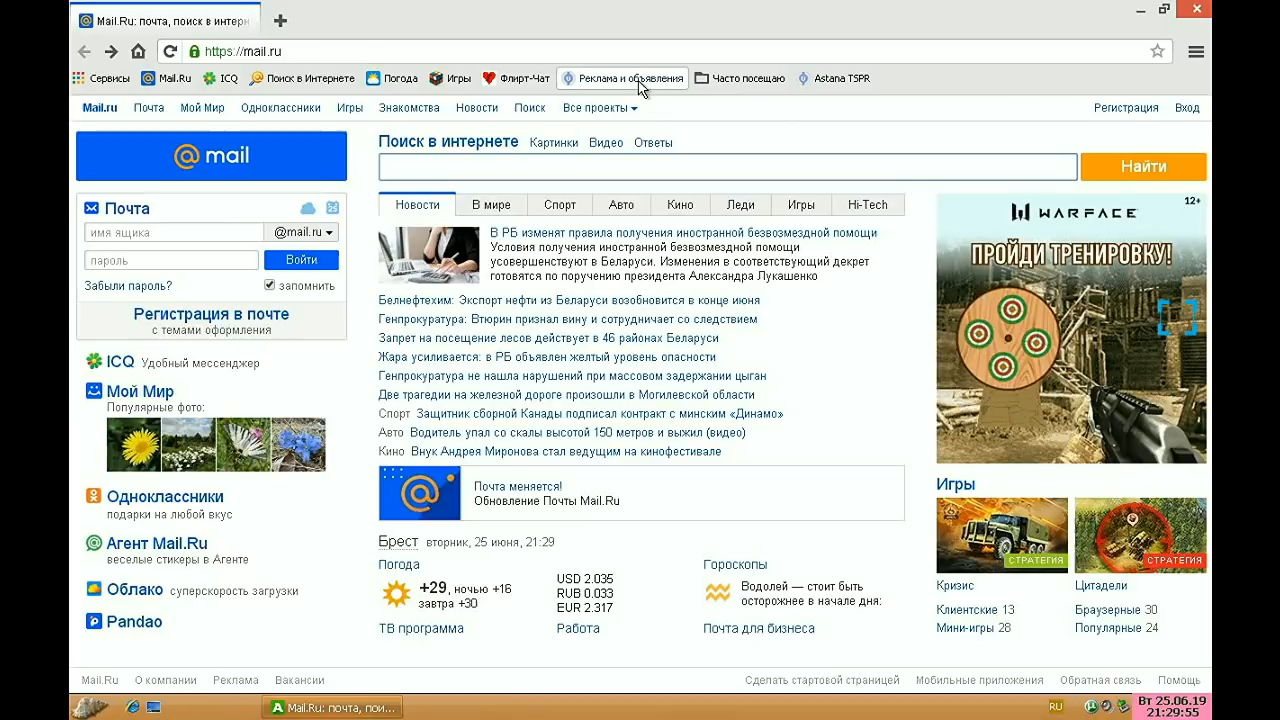 Mail.Ru: почта, поиск в интерн
https://mail.ru
Сервисы Mail.Ru ICQ Поиск в Интернете Погода Игры Флирт-Чат Реклама и объявления Часто посещаю Astana TSPR
Mail.ru Почта Мой Мир Одноклассники Игры Знакомства Новости Поиск Все проекты Регистрация Вход
@mail
Поиск в интернете Картинки Видео Ответы
Найти
Почта 25
имя ящика @mail.ru
пароль Войти
Забыли пароль? запомнить
Регистрация в почте
с темами оформления
ICQ Удобный мессенджер
Мой Мир
Популярные фото:
Одноклассники
подарки на любой вкус
Агент Mail.Ru
веселые стикеры в Агенте
Облако суперскорость загрузки
Pandao
Новости В мире Спорт Авто Кино Леди Игры Hi-Tech
В РБ изменят правила получения иностранной безвозмездной помощи
Условия получения иностранной безвозмездной помощи
усовершенствуют в Беларуси. Изменения в соответствующий декрет
готовятся по поручению президента Александра Лукашенко
Белнефтехим: Экспорт нефти из Беларуси возобновится в конце июня
Генпрокуратура: Втюрин признал вину и сотрудничает со следствием
Запрет на посещение лесов действует в 46 районах Беларуси
Жара усиливается: в РБ объявлен желтый уровень опасности
Генпрокуратура не нашла нарушений при массовом задержании цыган
Две трагедии на железной дороге произошли в Могилевской области
Спорт Защитник сборной Канады подписал контракт с минским «Динамо»
Авто Водитель упал со скалы высотой 150 метров и выжил (видео)
Кино Внук Андрея Миронова стал ведущим на кинофестивале
Почта меняется!
Обновление Почты Mail.Ru
Брест вторник, 25 июня, 21:29
Погода
+29, ночью +16
завтра +30
USD 2.035
RUB 0.033
EUR 2.317
Гороскопы
Водолей — стоит быть
осторожнее в начале дня:
ТВ программа Работа Почта для бизнеса
12+
WARFACE
ПРОЙДИ ТРЕНИРОВКУ!
Игры
СТРАТЕГИЯ СТРАТЕГИЯ
Кризис Цитадели
Клиентские 13 Браузерные 30
Мини-игры 28 Популярные 24
Mail.Ru О компании Реклама Вакансии Сделать стартовой страницей Мобильные приложения Обратная связь Помощь
Mail.Ru: почта, пои... RU Вт 25.06.19
21:29:55